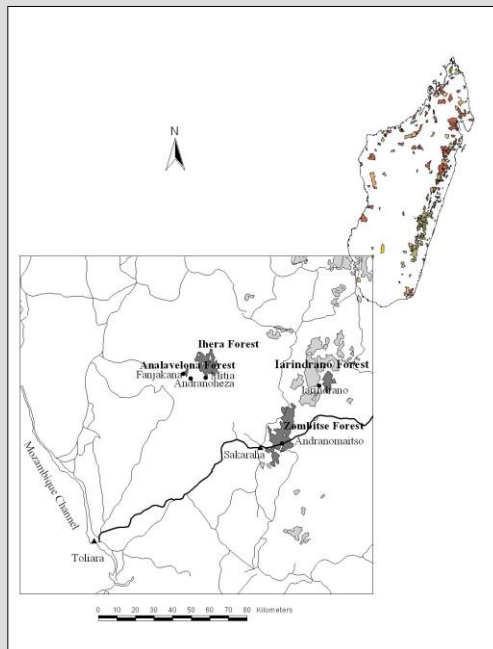 N
Ihera Forest
Analavelona Forest
Iarindrano Forest
Fanjakana
Ititia
Andranoheza
Iarindrano
Zombitse Forest
Andranomaitso
Sakaraha
Mozambique Channel
Toliara
0 10 20 30 40 50 60 70 80 Kilometers